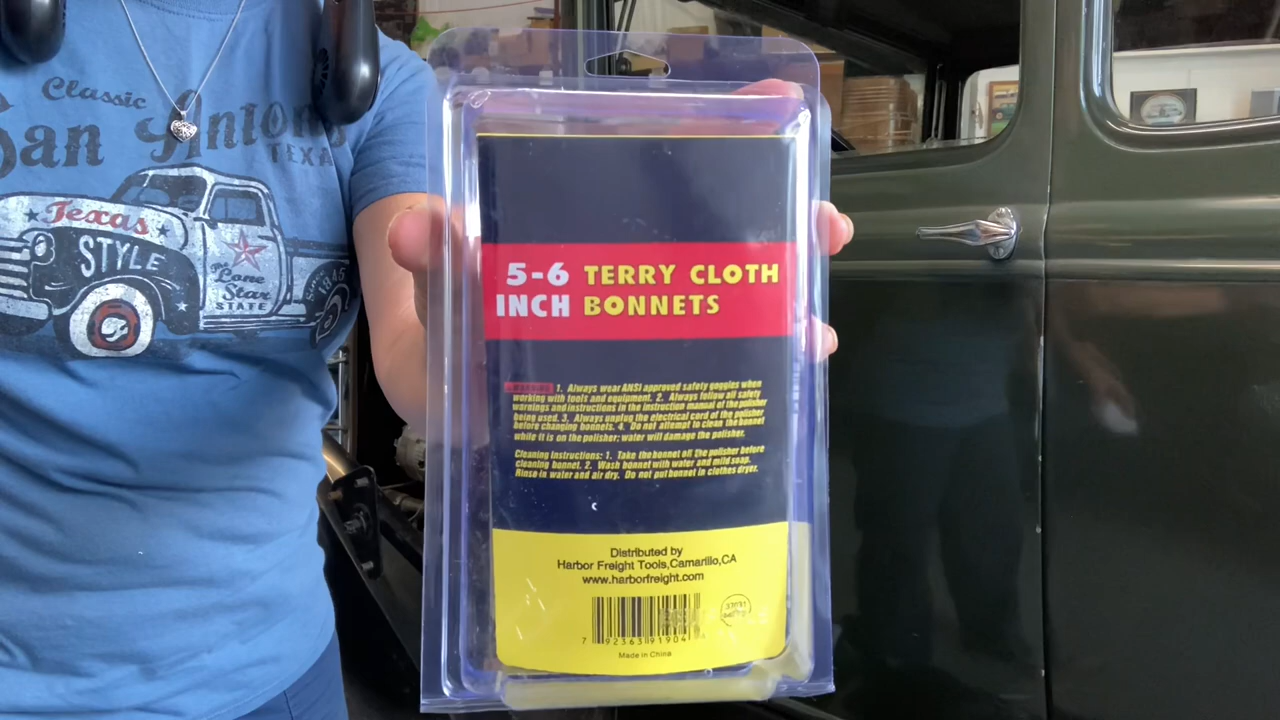 Classic
San Antonio
TEXAS
Texas
STYLE
The
Lone
Star
STATE
5-6 TERRY CLOTH
INCH BONNETS
WARNING 1. Always wear ANSI approved safety goggles when
working with tools and equipment. 2. Always follow all safety
warnings and instructions in the instruction manual of the polisher
being used. 3. Always unplug the electrical cord of the polisher
before changing bonnets. 4. Do not attempt to clean the bonnet
while it is on the polisher; water will damage the polisher.
Cleaning Instructions: 1. Take the bonnet off the polisher before
cleaning bonnet. 2. Wash bonnet with water and mild soap.
Rinse in water and air dry. Do not put bonnet in clothes dryer.
Distributed by
Harbor Freight Tools,Camarillo,CA
www.harborfreight.com
7 92363 91904
Made in China